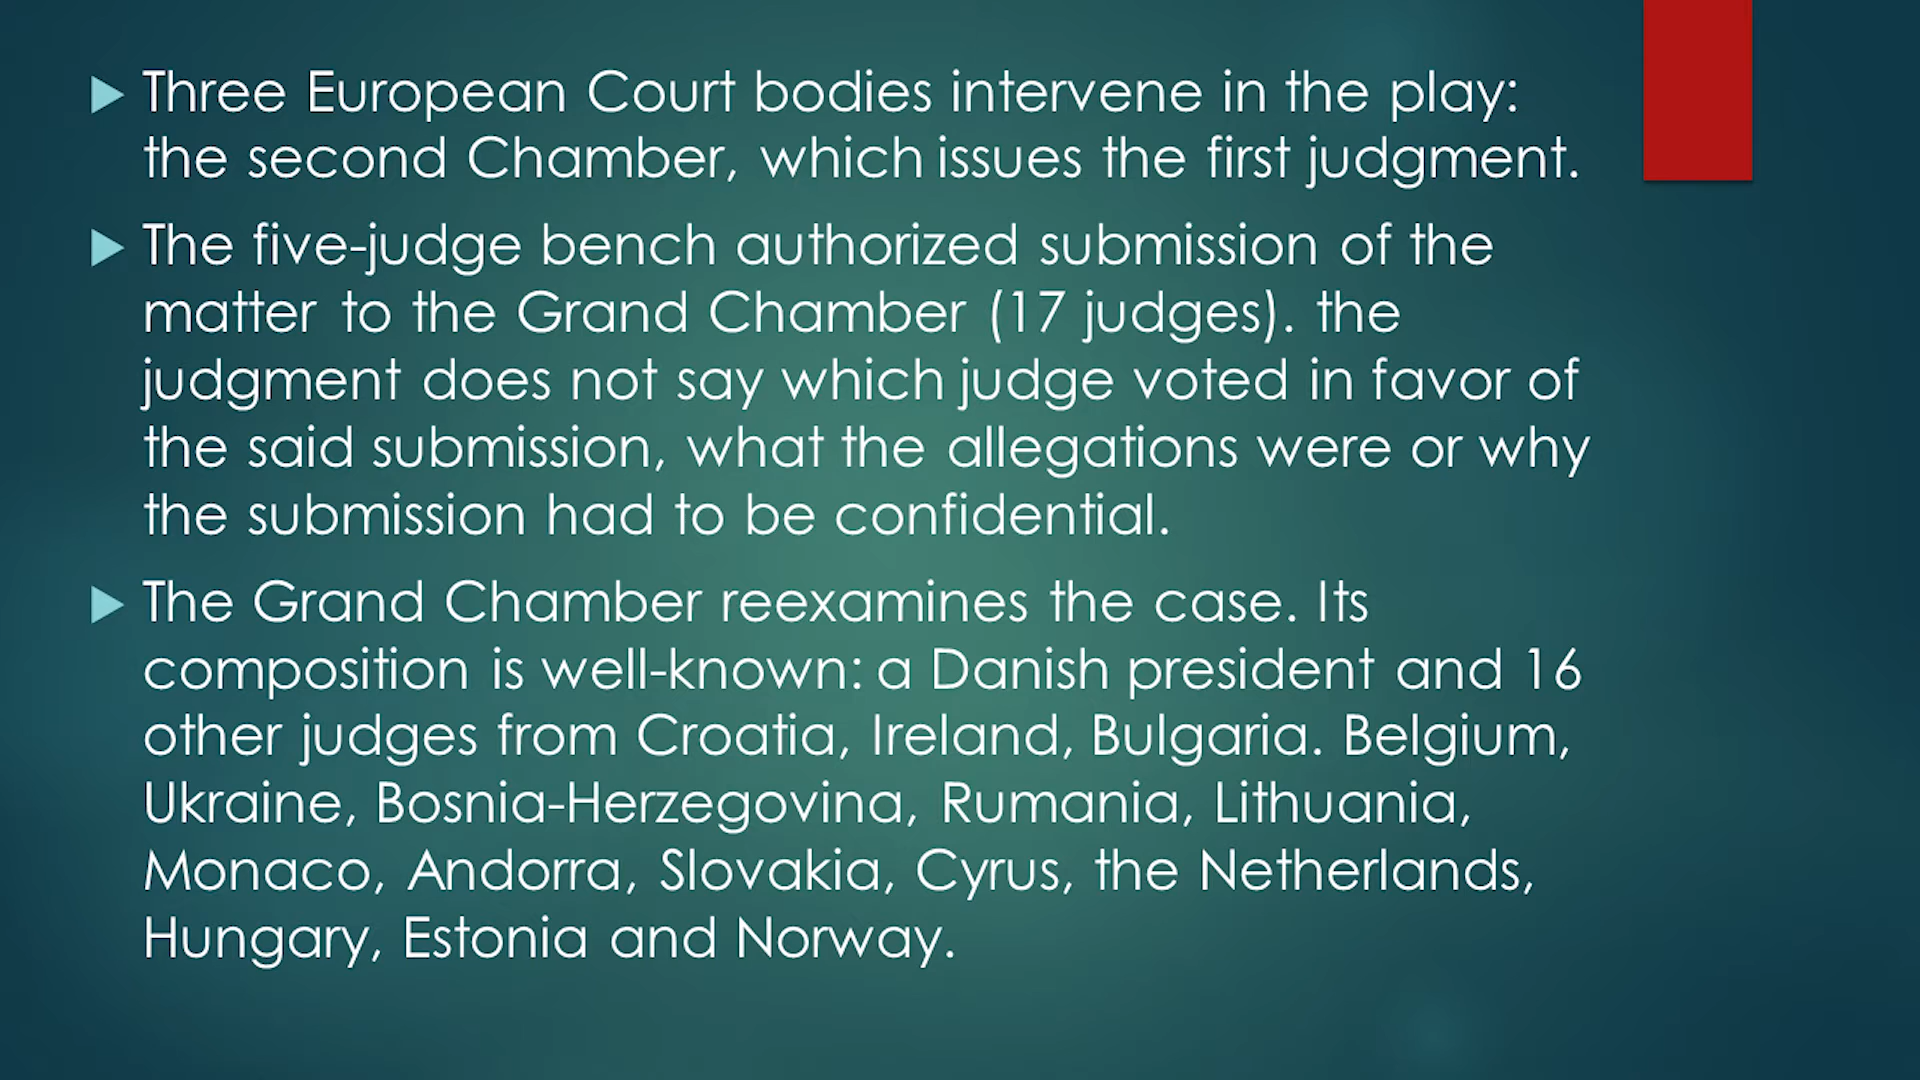 Three European Court bodies intervene in the play:
the second Chamber, which issues the first judgment.
The five-judge bench authorized submission of the
matter to the Grand Chamber (17 judges). the
judgment does not say which judge voted in favor of
the said submission, what the allegations were or why
the submission had to be confidential.
The Grand Chamber reexamines the case. Its
composition is well-known: a Danish president and 16
other judges from Croatia, Ireland, Bulgaria. Belgium,
Ukraine, Bosnia-Herzegovina, Rumania, Lithuania,
Monaco, Andorra, Slovakia, Cyrus, the Netherlands,
Hungary, Estonia and Norway.